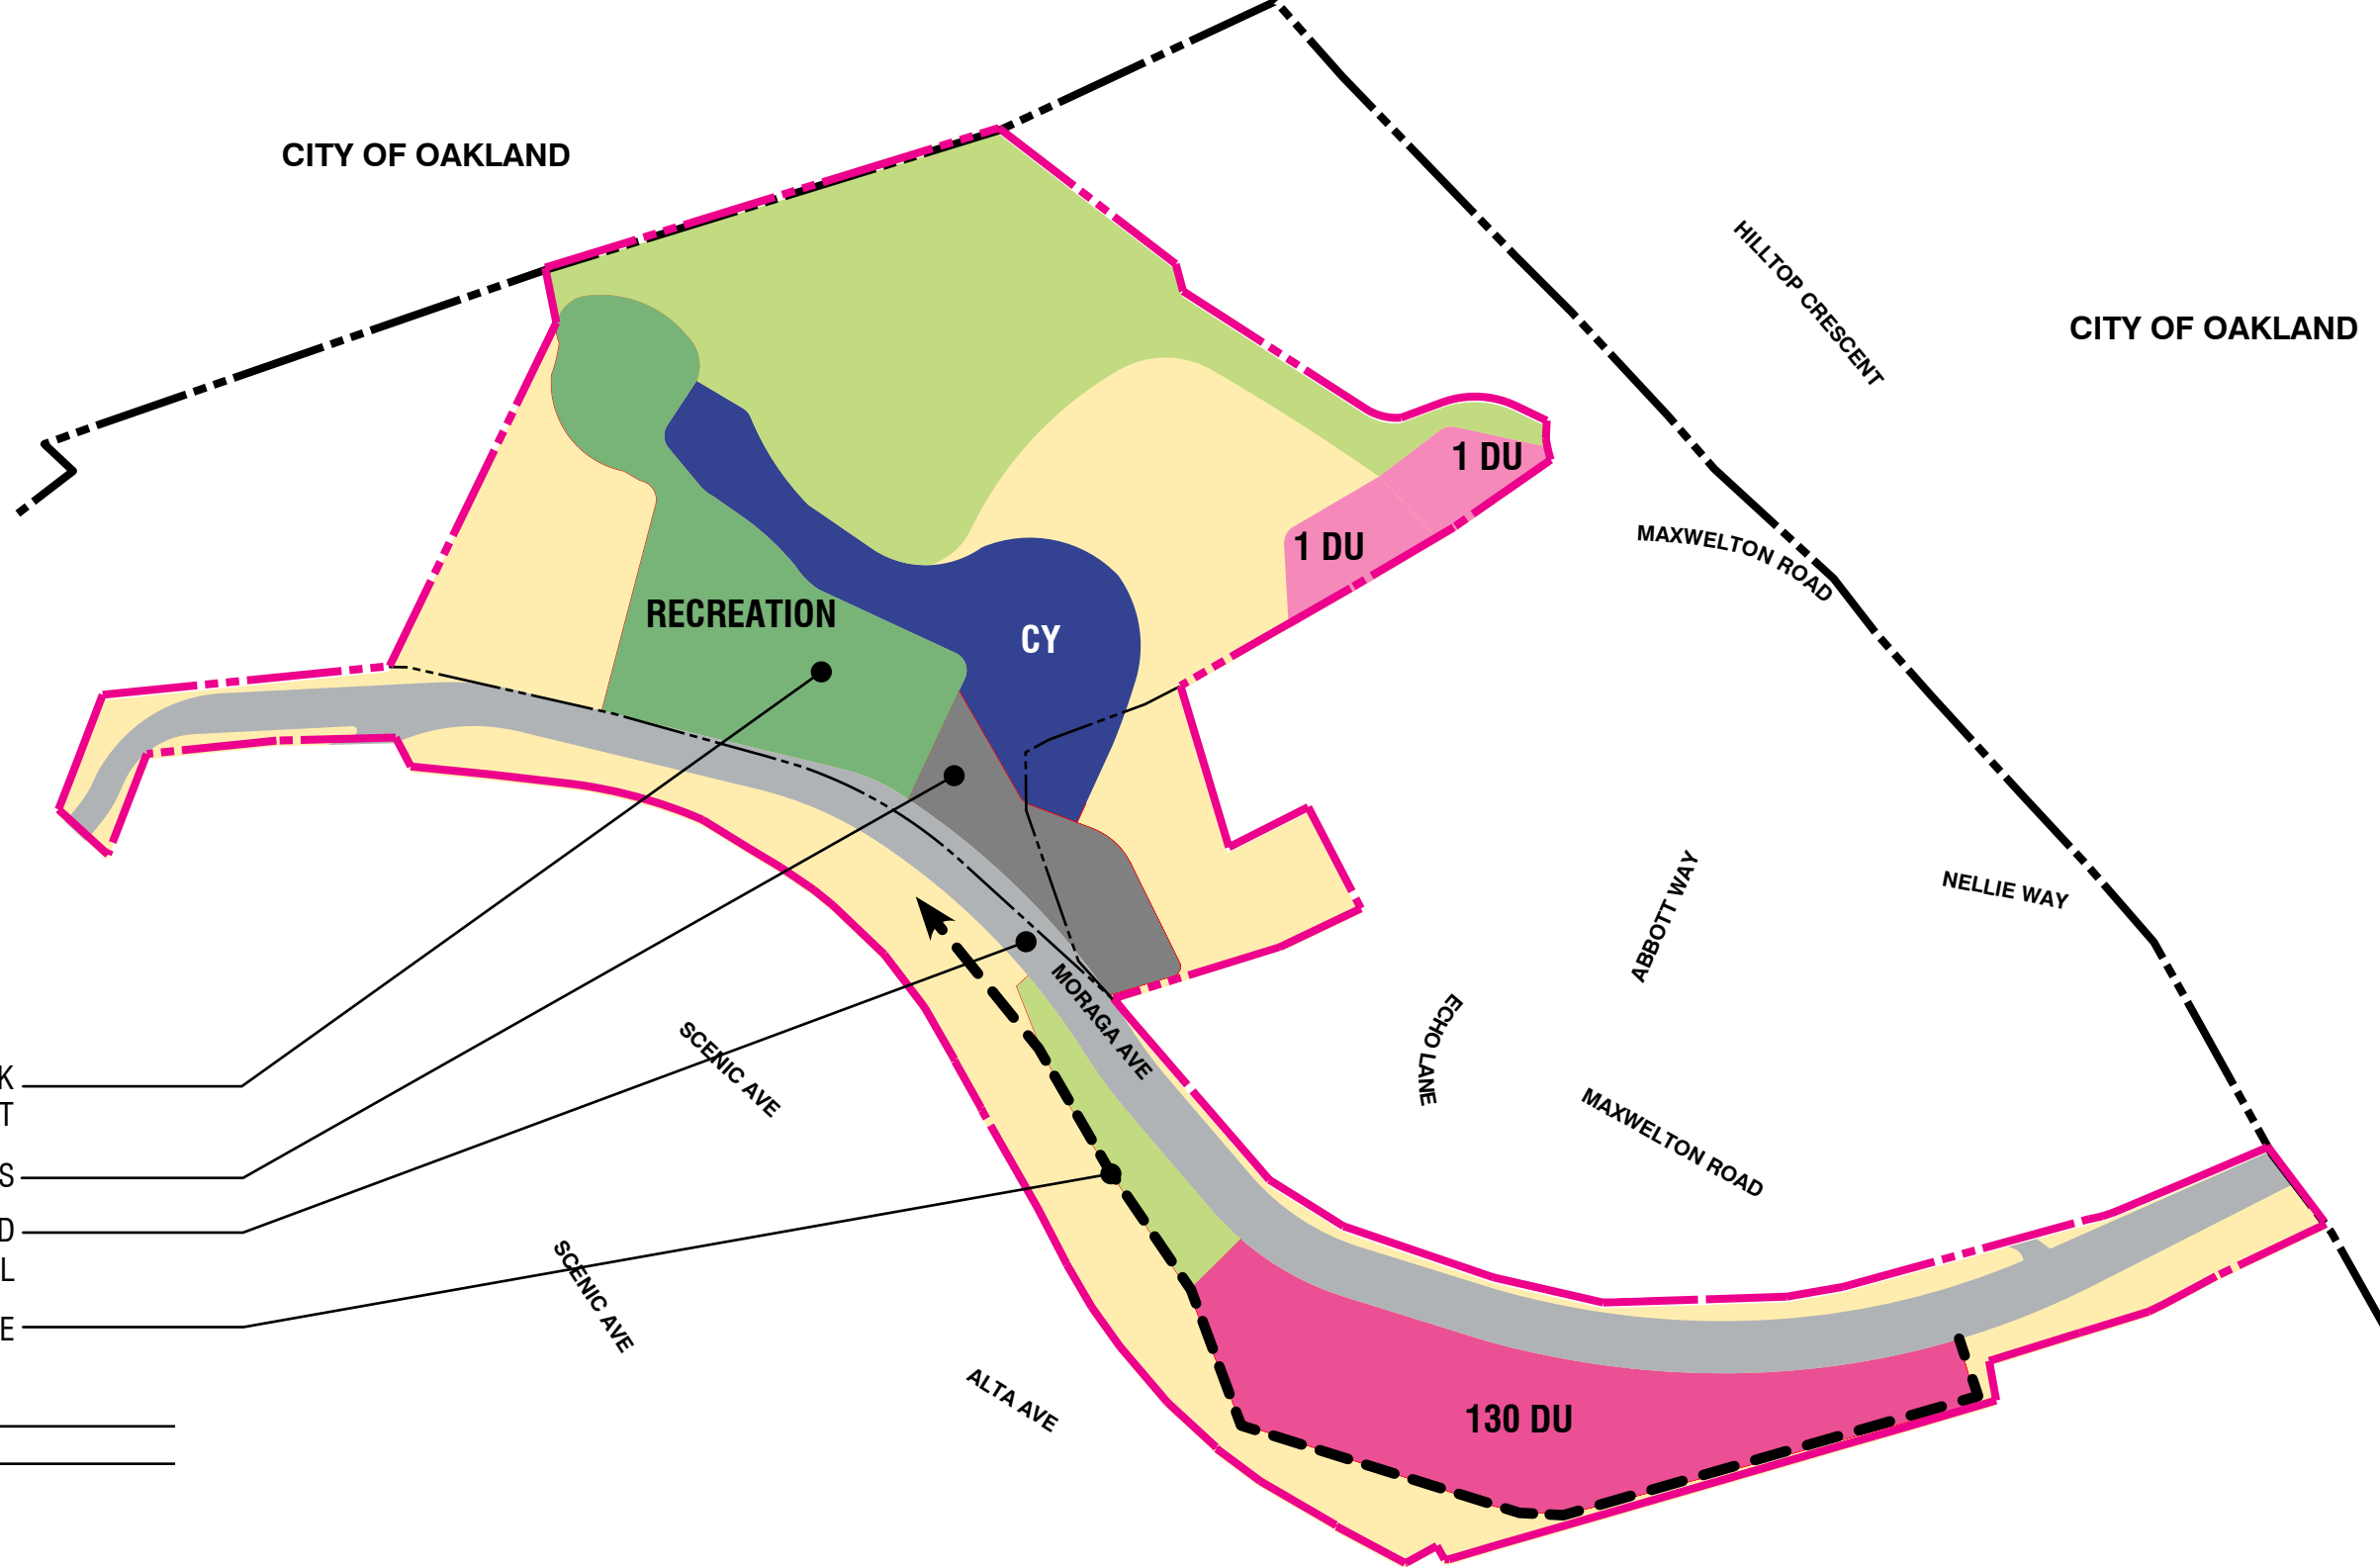 CITY OF OAKLAND
HILLTOP CRESCENT
CITY OF OAKLAND
1 DU
1 DU
MAXWELTON ROAD
RECREATION
CY
ABBOTT WAY
NELLIE WAY
MORAGA AVE
ECHO LANE
SCENIC AVE
K
T
MAXWELTON ROAD
S
D
L
SCENIC AVE
E
ALTA AVE
130 DU